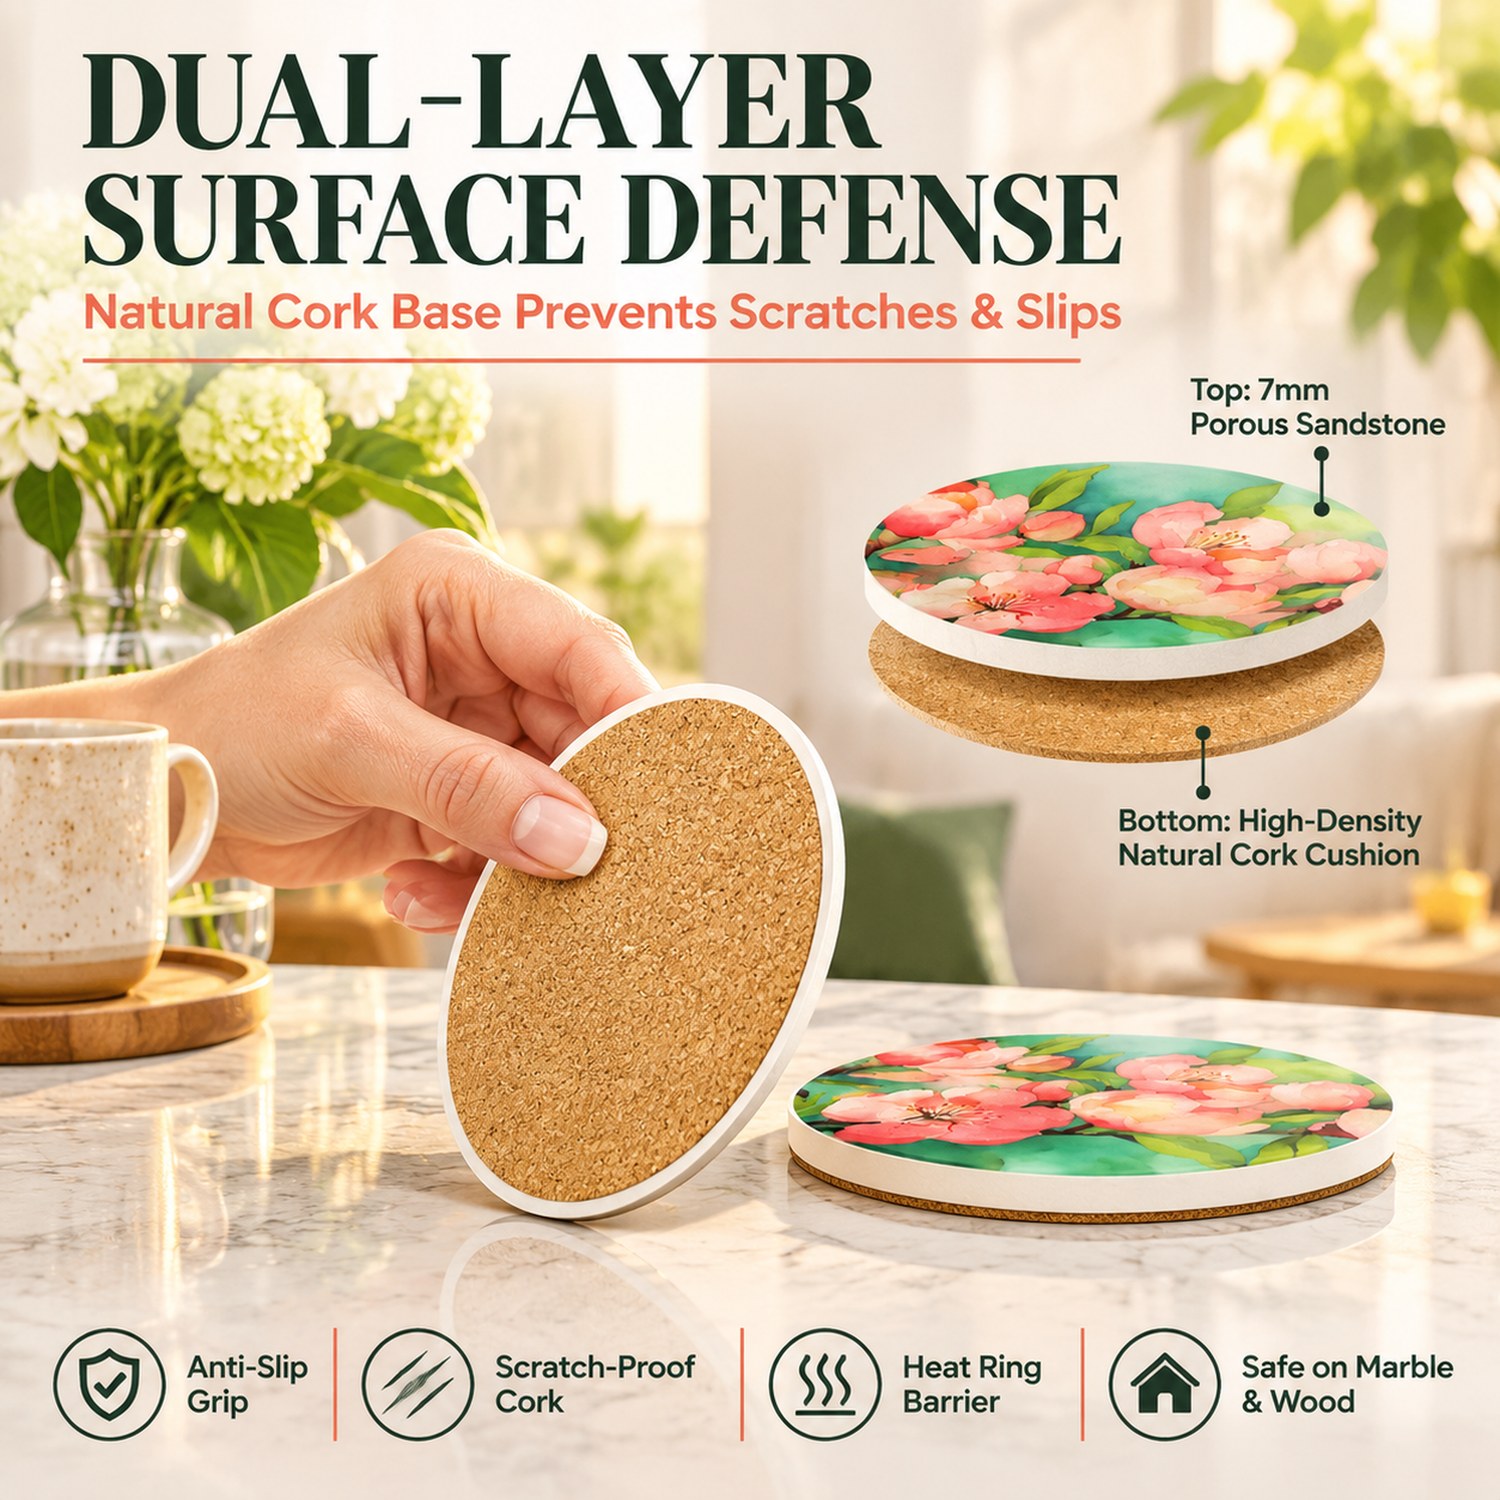 DUAL-LAYER
SURFACE DEFENSE
Natural Cork Base Prevents Scratches & Slips
Top: 7mm
Porous Sandstone
Bottom: High-Density
Natural Cork Cushion
Anti-Slip
Grip
Scratch-Proof
Cork
Heat Ring
Barrier
Safe on Marble
& Wood